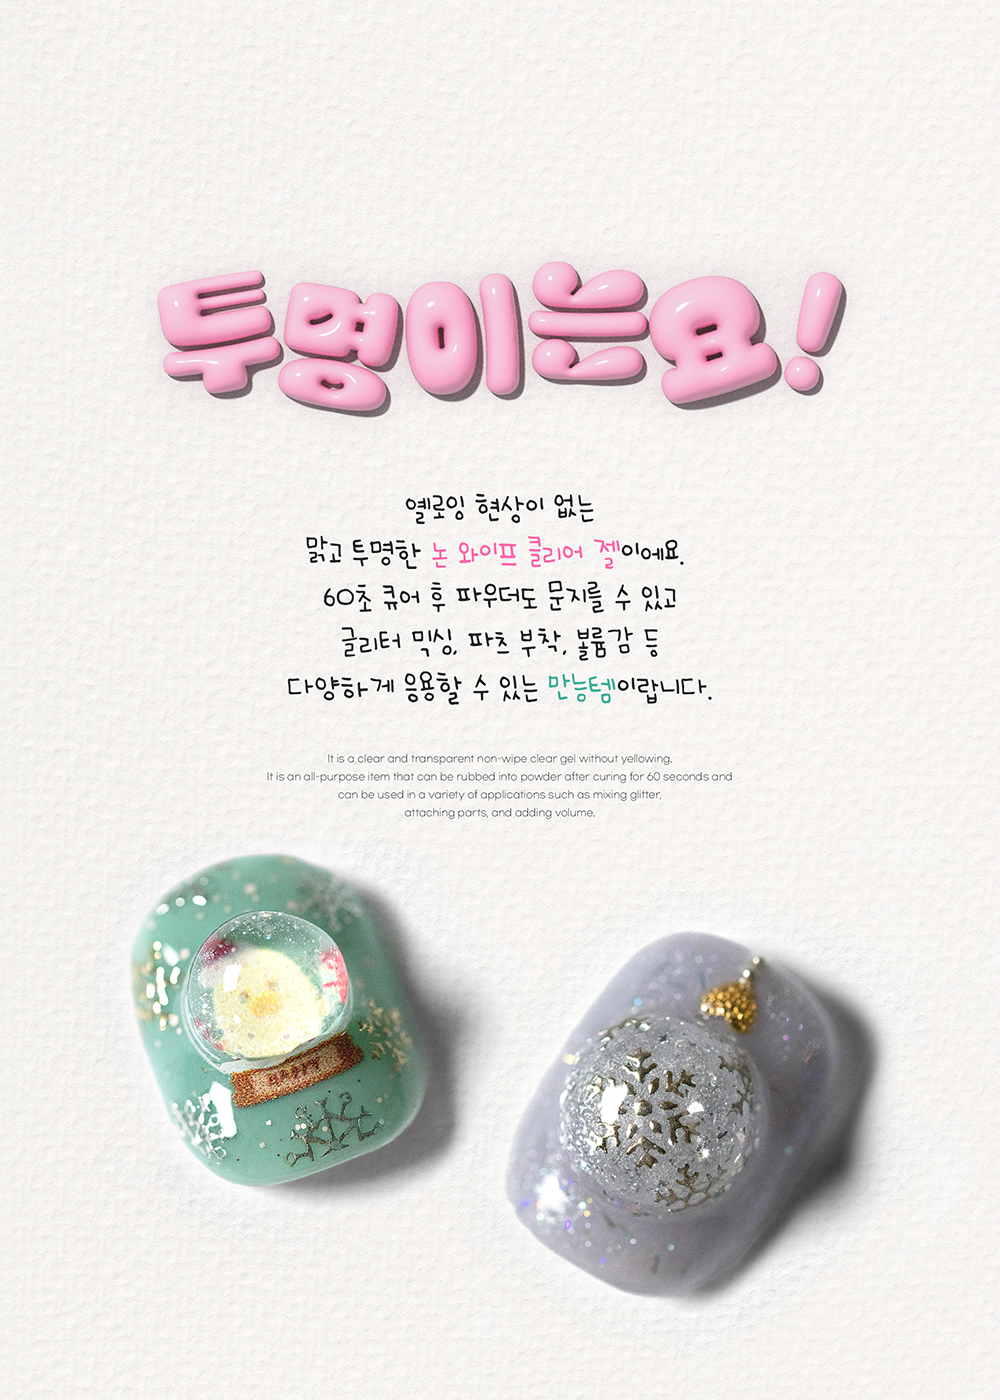 투명이는요!
옐로잉 현상이 없는
맑고 투명한 논 와이프 클리어 젤이에요.
60초 큐어 후 파우더도 문지를 수 있고
글리터 믹싱, 파츠 부착, 볼륨감 등
다양하게 응용할 수 있는 만능템이랍니다.
It is a clear and transparent non-wipe clear gel without yellowing.
It is an all-purpose item that can be rubbed into powder after curing for 60 seconds and
can be used in a variety of applications such as mixing glitter,
attaching parts, and adding volume.